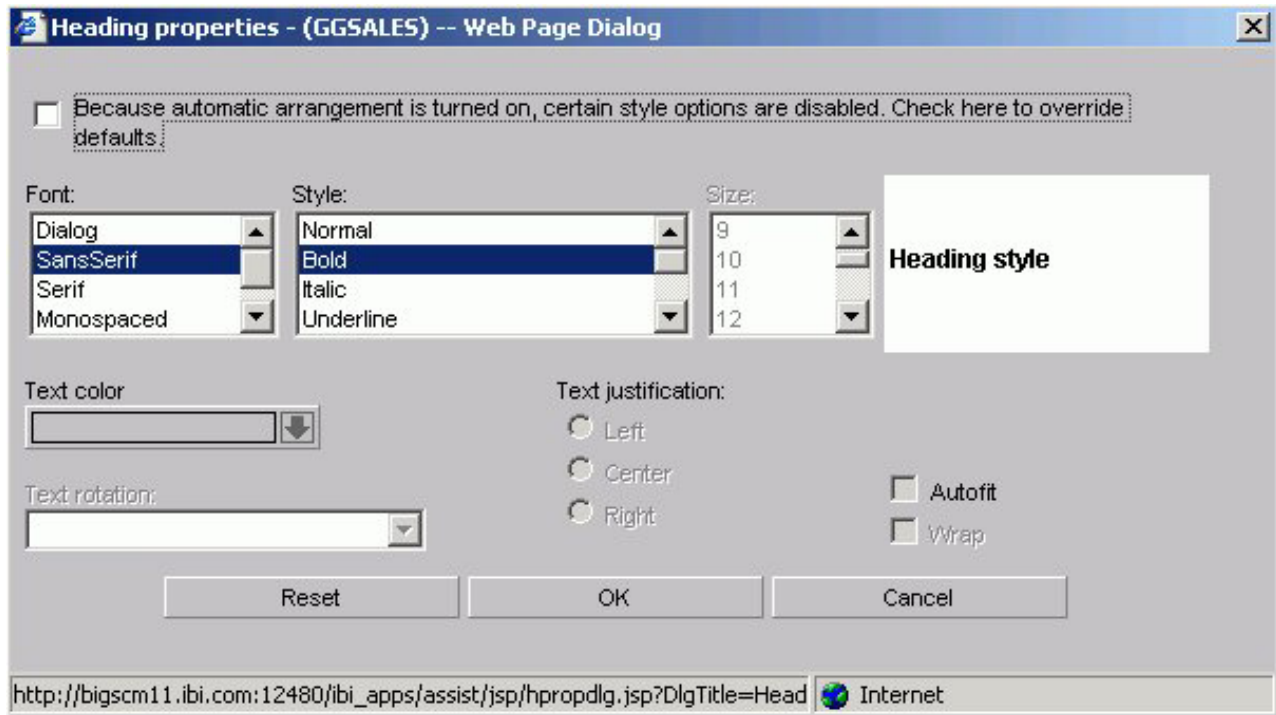 Heading properties - (GGSALES) -- Web Page Dialog
Because automatic arrangement is turned on, certain style options are disabled. Check here to override
defaults.
Font:
Style:
Size:
Dialog
SansSerif
Serif
Monospaced
Normal
Bold
Italic
Underline
9
10
11
12
Heading style
Text color
Text justification:
Left
Center
Right
Text rotation:
Autofit
Wrap
Reset
OK
Cancel
http://bigscm11.ibi.com:12480/ibi_apps/assist/jsp/hpropdlg.jsp?DlgTitle=Head
Internet